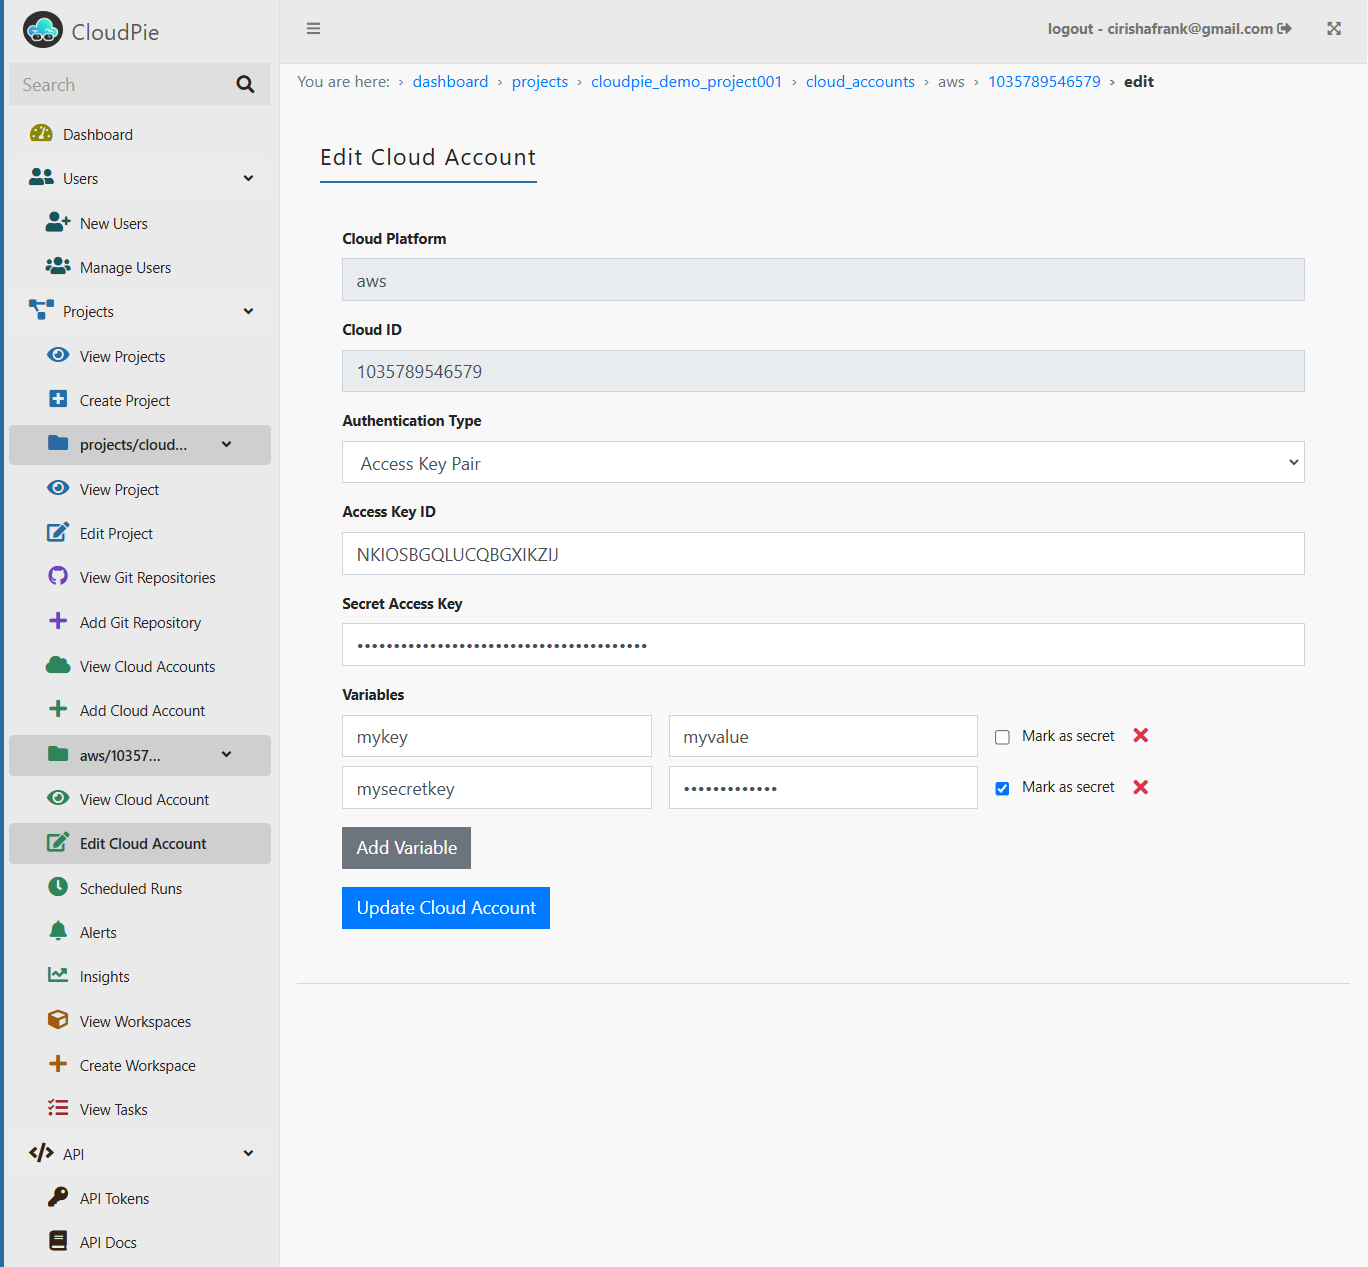 CloudPie
Search
Dashboard
Users
New Users
Manage Users
Projects
View Projects
Create Project
projects/cloud...
View Project
Edit Project
View Git Repositories
Add Git Repository
View Cloud Accounts
Add Cloud Account
aws/10357...
View Cloud Account
Edit Cloud Account
Scheduled Runs
Alerts
Insights
View Workspaces
Create Workspace
View Tasks
API
API Tokens
API Docs
logout - cirishafrank@gmail.com
You are here: › dashboard › projects › cloudpie_demo_project001 › cloud_accounts › aws › 1035789546579 › edit
Edit Cloud Account
Cloud Platform
aws
Cloud ID
1035789546579
Authentication Type
Access Key Pair
Access Key ID
NKIOSBGQLUCQBGXIKZIJ
Secret Access Key
••••••••••••••••••••••••••••••••••••••••
Variables
mykey myvalue Mark as secret
mysecretkey ••••••••••••• Mark as secret
Add Variable
Update Cloud Account